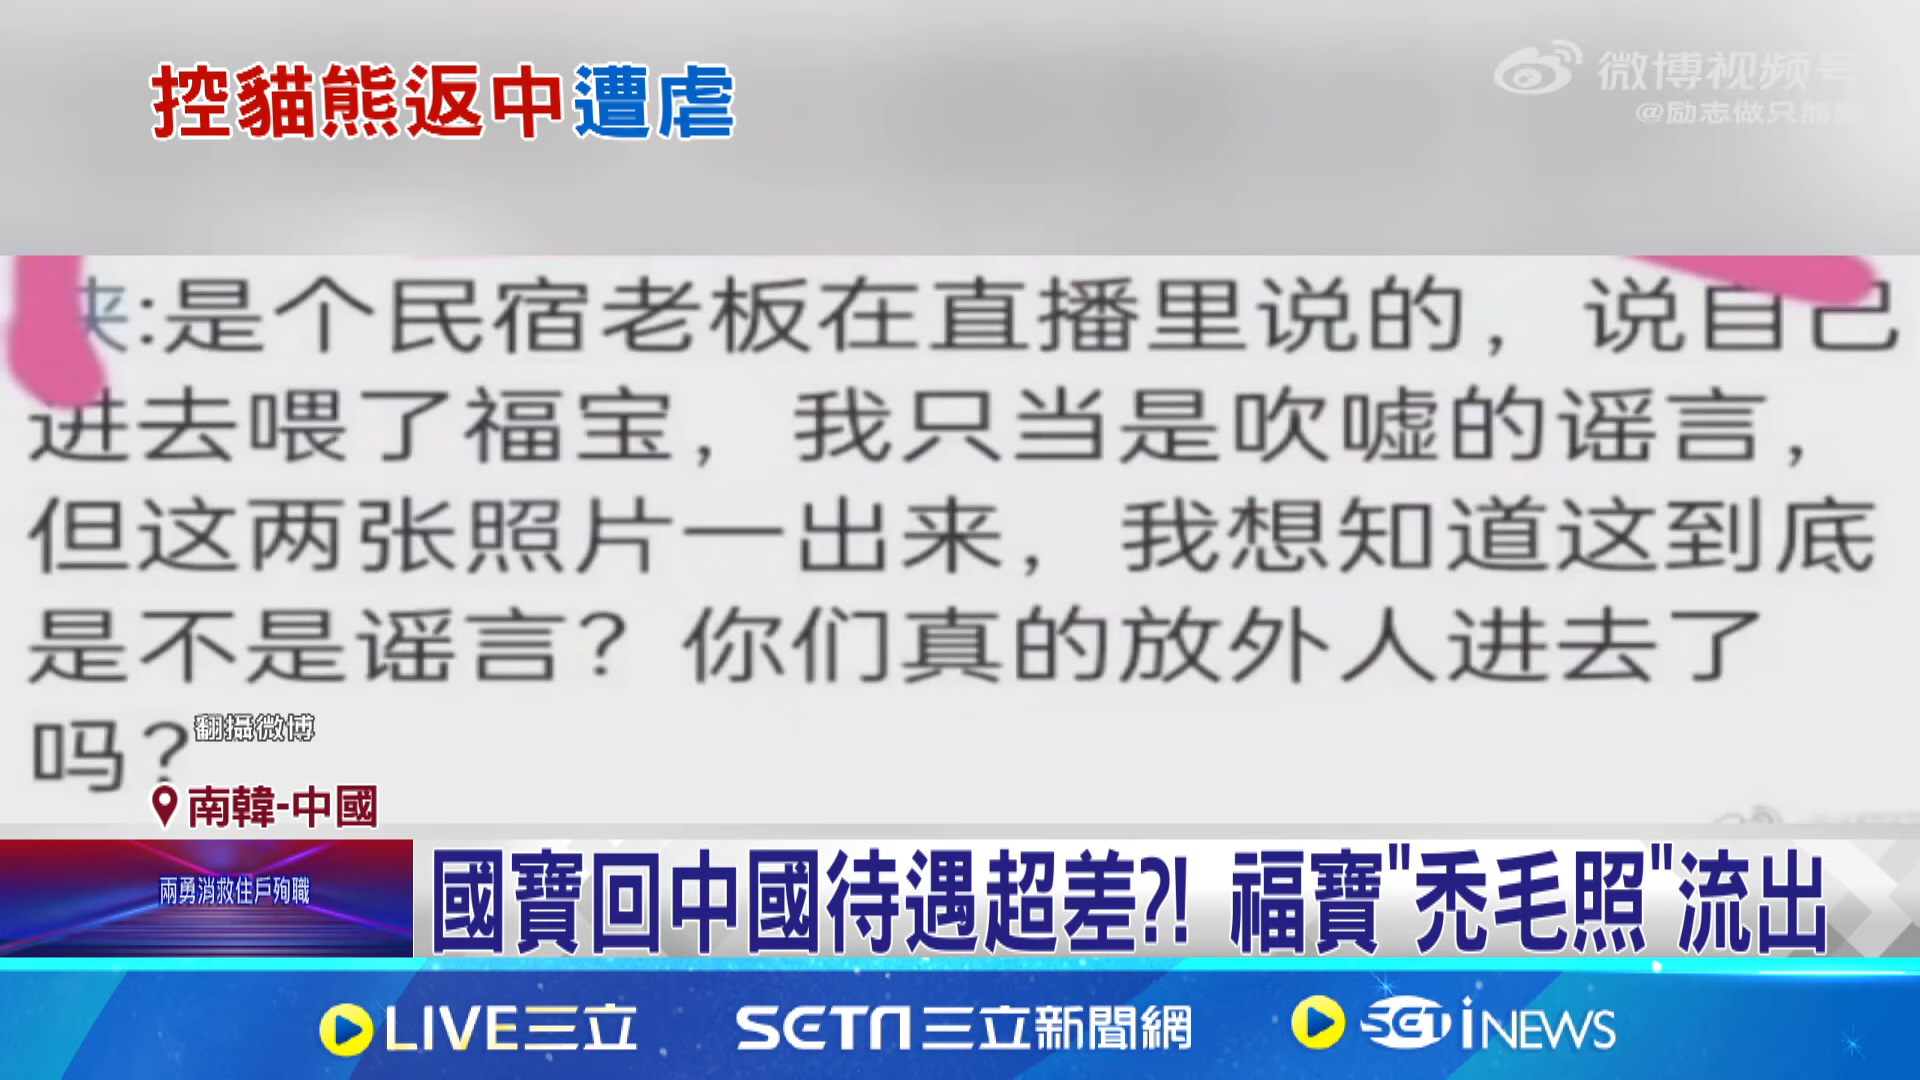 控貓熊返中遭虐
微博视频号
@励志做只熊
:是个民宿老板在直播里说的，说自己
进去喂了福宝，我只当是吹嘘的谣言，
但这两张照片一出来，我想知道这到底
是不是谣言？你们真的放外人进去了
吗？
翻攝微博
南韓-中國
兩勇消救住戶殉職
國寶回中國待遇超差?! 福寶"禿毛照"流出
LIVE三立
SETN三立新聞網
SETiNEWS